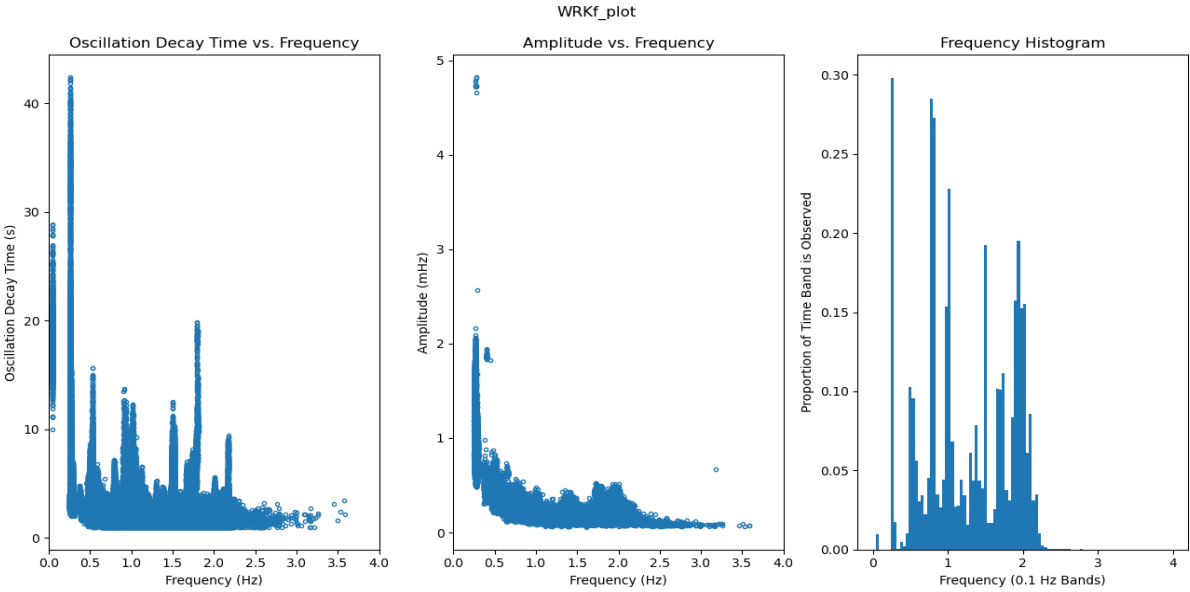 WRKf_plot
Oscillation Decay Time vs. Frequency
Oscillation Decay Time (s)
40
30
20
10
0
0.0 0.5 1.0 1.5 2.0 2.5 3.0 3.5 4.0
Frequency (Hz)
Amplitude vs. Frequency
Amplitude (mHz)
5
4
3
2
1
0
0.0 0.5 1.0 1.5 2.0 2.5 3.0 3.5 4.0
Frequency (Hz)
Frequency Histogram
Proportion of Time Band is Observed
0.30
0.25
0.20
0.15
0.10
0.05
0.00
0 1 2 3 4
Frequency (0.1 Hz Bands)